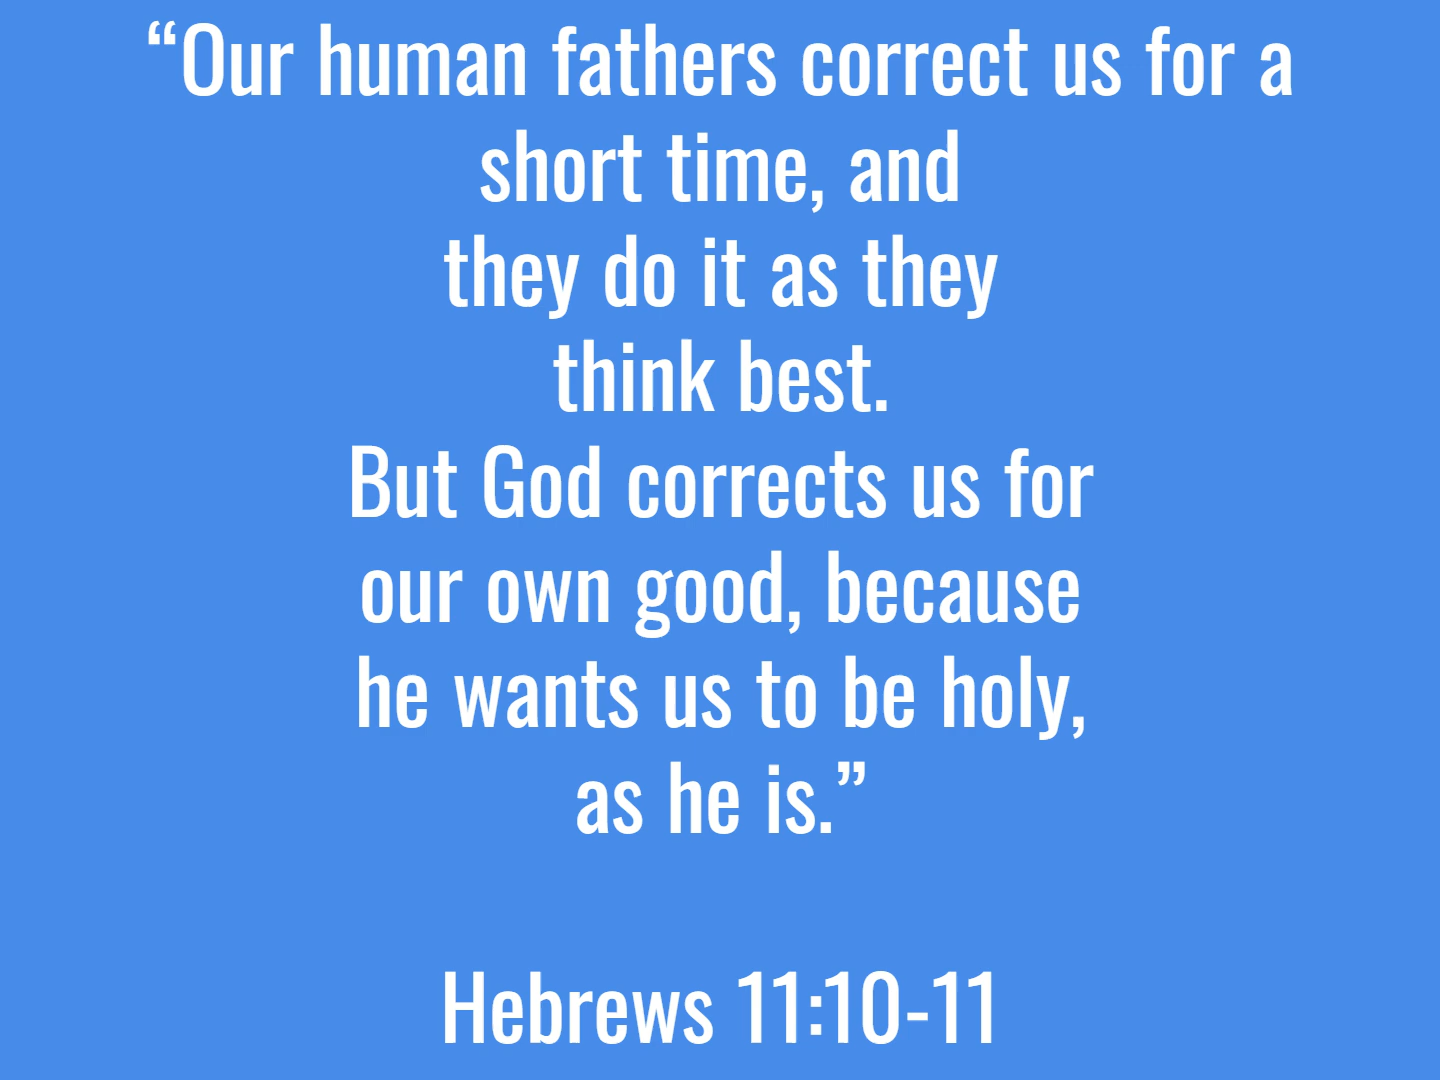 “Our human fathers correct us for a
short time, and
they do it as they
think best.
But God corrects us for
our own good, because
he wants us to be holy,
as he is.”
Hebrews 11:10-11